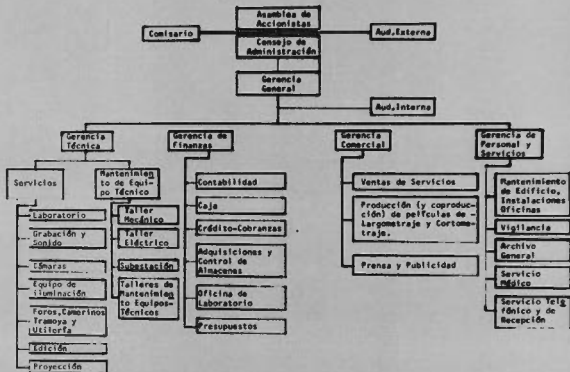 Asamblea de
Accionistas
Comisario
Aud.Externa
Consejo de
Administración
Gerencia
General
Aud.Interna
Gerencia
Técnica
Gerencia de
Finanzas
Gerencia
Comercial
Gerencia de
Personal y
Servicios
Servicios
Mantenimien
to de Equi-
po Técnico
Laboratorio
Grabación y
Sonido
Cámaras
Equipo de
iluminación
Foros,Camerinos
Tramoya y
Utilería
Edición
Proyección
Taller
Mecánico
Taller
Eléctrico
Subestación
Talleres de
Mantenimien
to Equipos-
Técnicos
Contabilidad
Caja
Crédito-Cobranzas
Adquisiciones y
Control de
Almacenes
Oficina de
Laboratorio
Presupuestos
Ventas de Servicios
Producción (y coprodu-
cción) de películas de -
Largometraje y Cortome-
traje.
Prensa y Publicidad
Mantenimiento
de Edificio,
Instalaciones
Oficinas
Vigilancia
Archivo
General
Servicio
Médico
Servicio Tele
fónico y de
Recepción